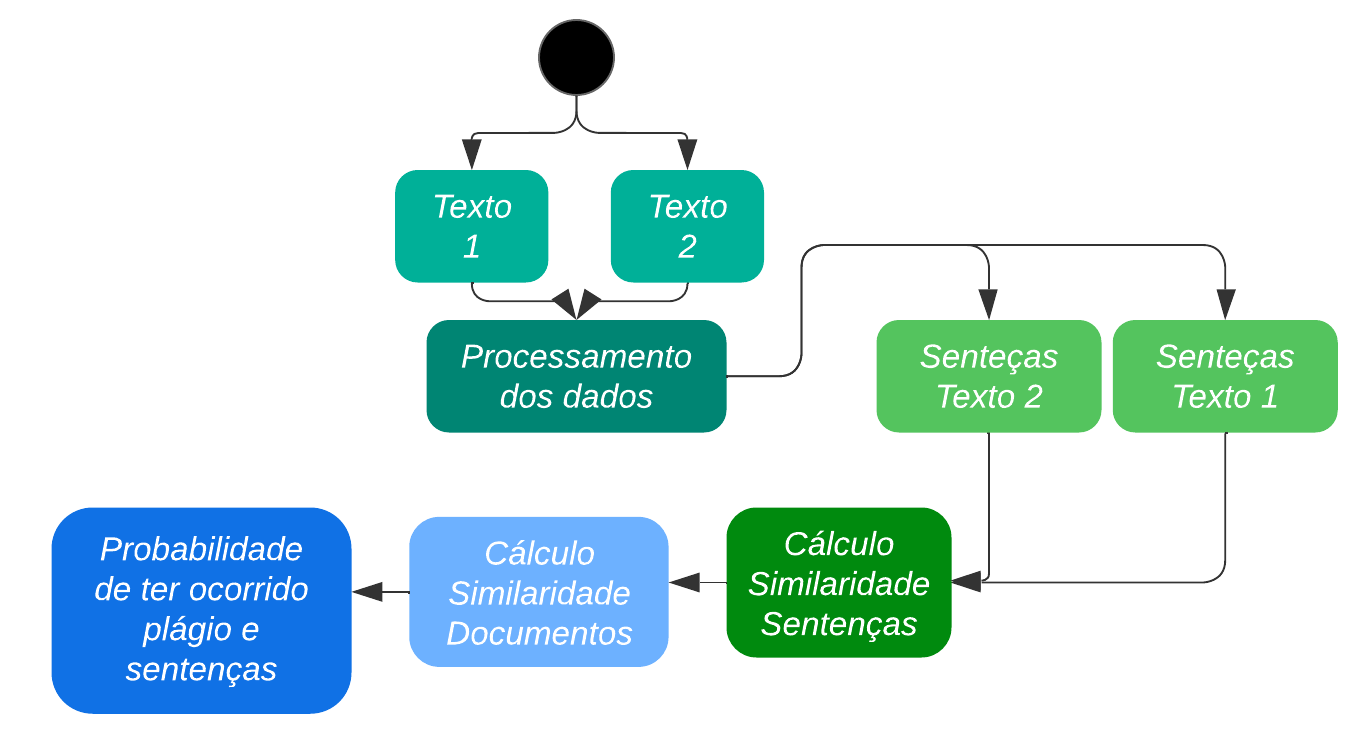 Texto
1
Texto
2
Processamento
dos dados
Senteças
Texto 2
Senteças
Texto 1
Probabilidade
de ter ocorrido
plágio e
sentenças
Cálculo
Similaridade
Documentos
Cálculo
Similaridade
Sentenças